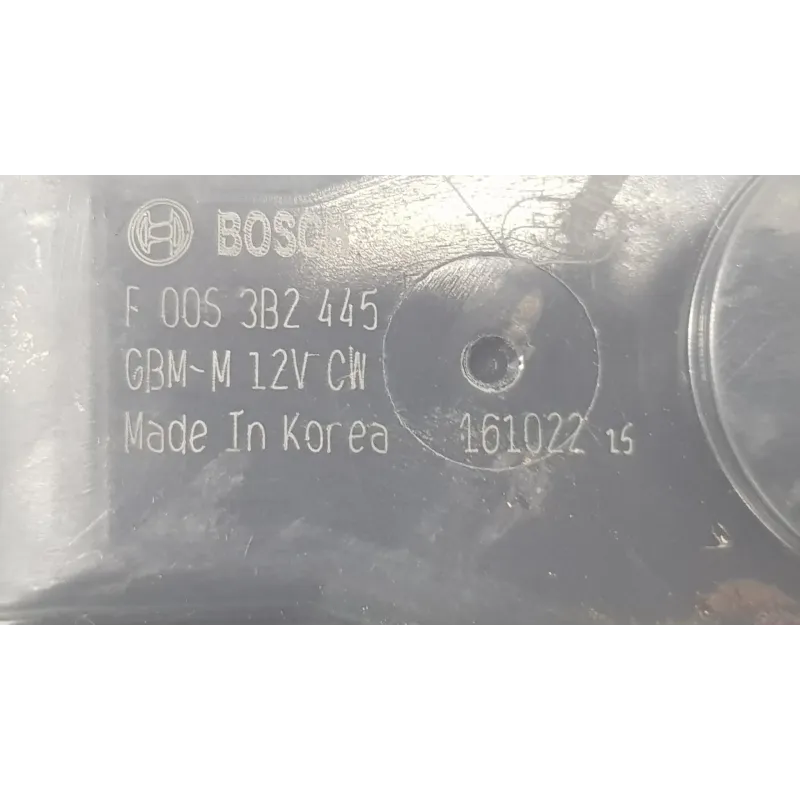 BOSCH
F 00S 3B2 445
GBM-M 12V CW
Made In Korea 161022 15